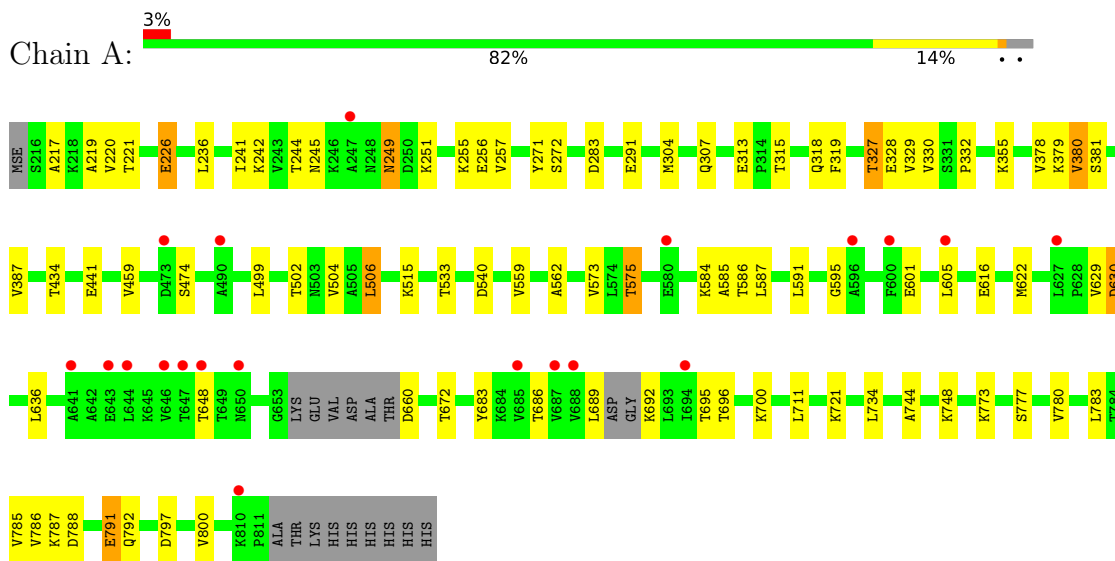 3%
Chain A:
82% 14% • •
MSE S216 A217 K218 A219 V220 T221 E226 L236 I241 K242 V243 T244 N245 K246 A247 N248 N249 D250 K251 K255 E256 V257 Y271 S272 D283 E291 M304 Q307 E313 P314 T315 Q318 F319 T327 E328 V329 V330 S331 P332 K355 V378 K379 V380 S381
V387 T434 E441 V459 D473 S474 A490 L499 T502 N503 V504 A505 L506 K515 T533 D540 V559 A562 V573 L574 T575 E580 K584 A585 T586 L587 L591 G595 A596 F600 E601 L605 E616 M622 L627 P628 V629 D630
L636 A641 A642 E643 L644 K645 V646 T647 T648 T649 N650 G653 LYS GLU VAL ASP ALA THR D660 T672 Y683 K684 V685 T686 V687 V688 L689 ASP GLY K692 L693 I694 T695 T696 K700 L711 K721 L734 A744 K748 K773 S777 V780 L783 T784
V785 V786 K787 D788 E791 Q792 D797 V800 K810 P811 ALA THR LYS HIS HIS HIS HIS HIS HIS